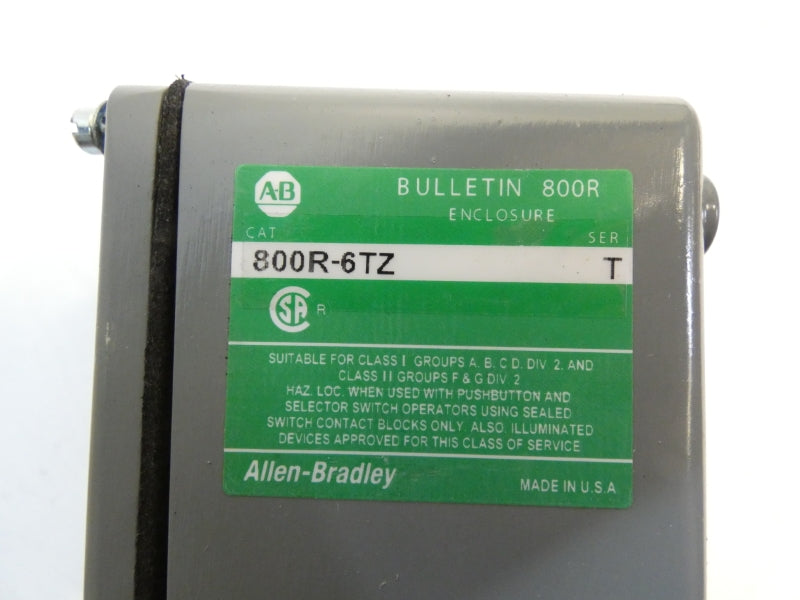 A-B
BULLETIN 800R
ENCLOSURE
CAT
SER
800R-6TZ
T
CSA R
SUITABLE FOR CLASS I GROUPS A. B. C D. DIV 2. AND
CLASS II GROUPS F & G DIV. 2
HAZ. LOC. WHEN USED WITH PUSHBUTTON AND
SELECTOR SWITCH OPERATORS USING SEALED
SWITCH CONTACT BLOCKS ONLY. ALSO. ILLUMINATED
DEVICES APPROVED FOR THIS CLASS OF SERVICE
Allen-Bradley
MADE IN U.S.A